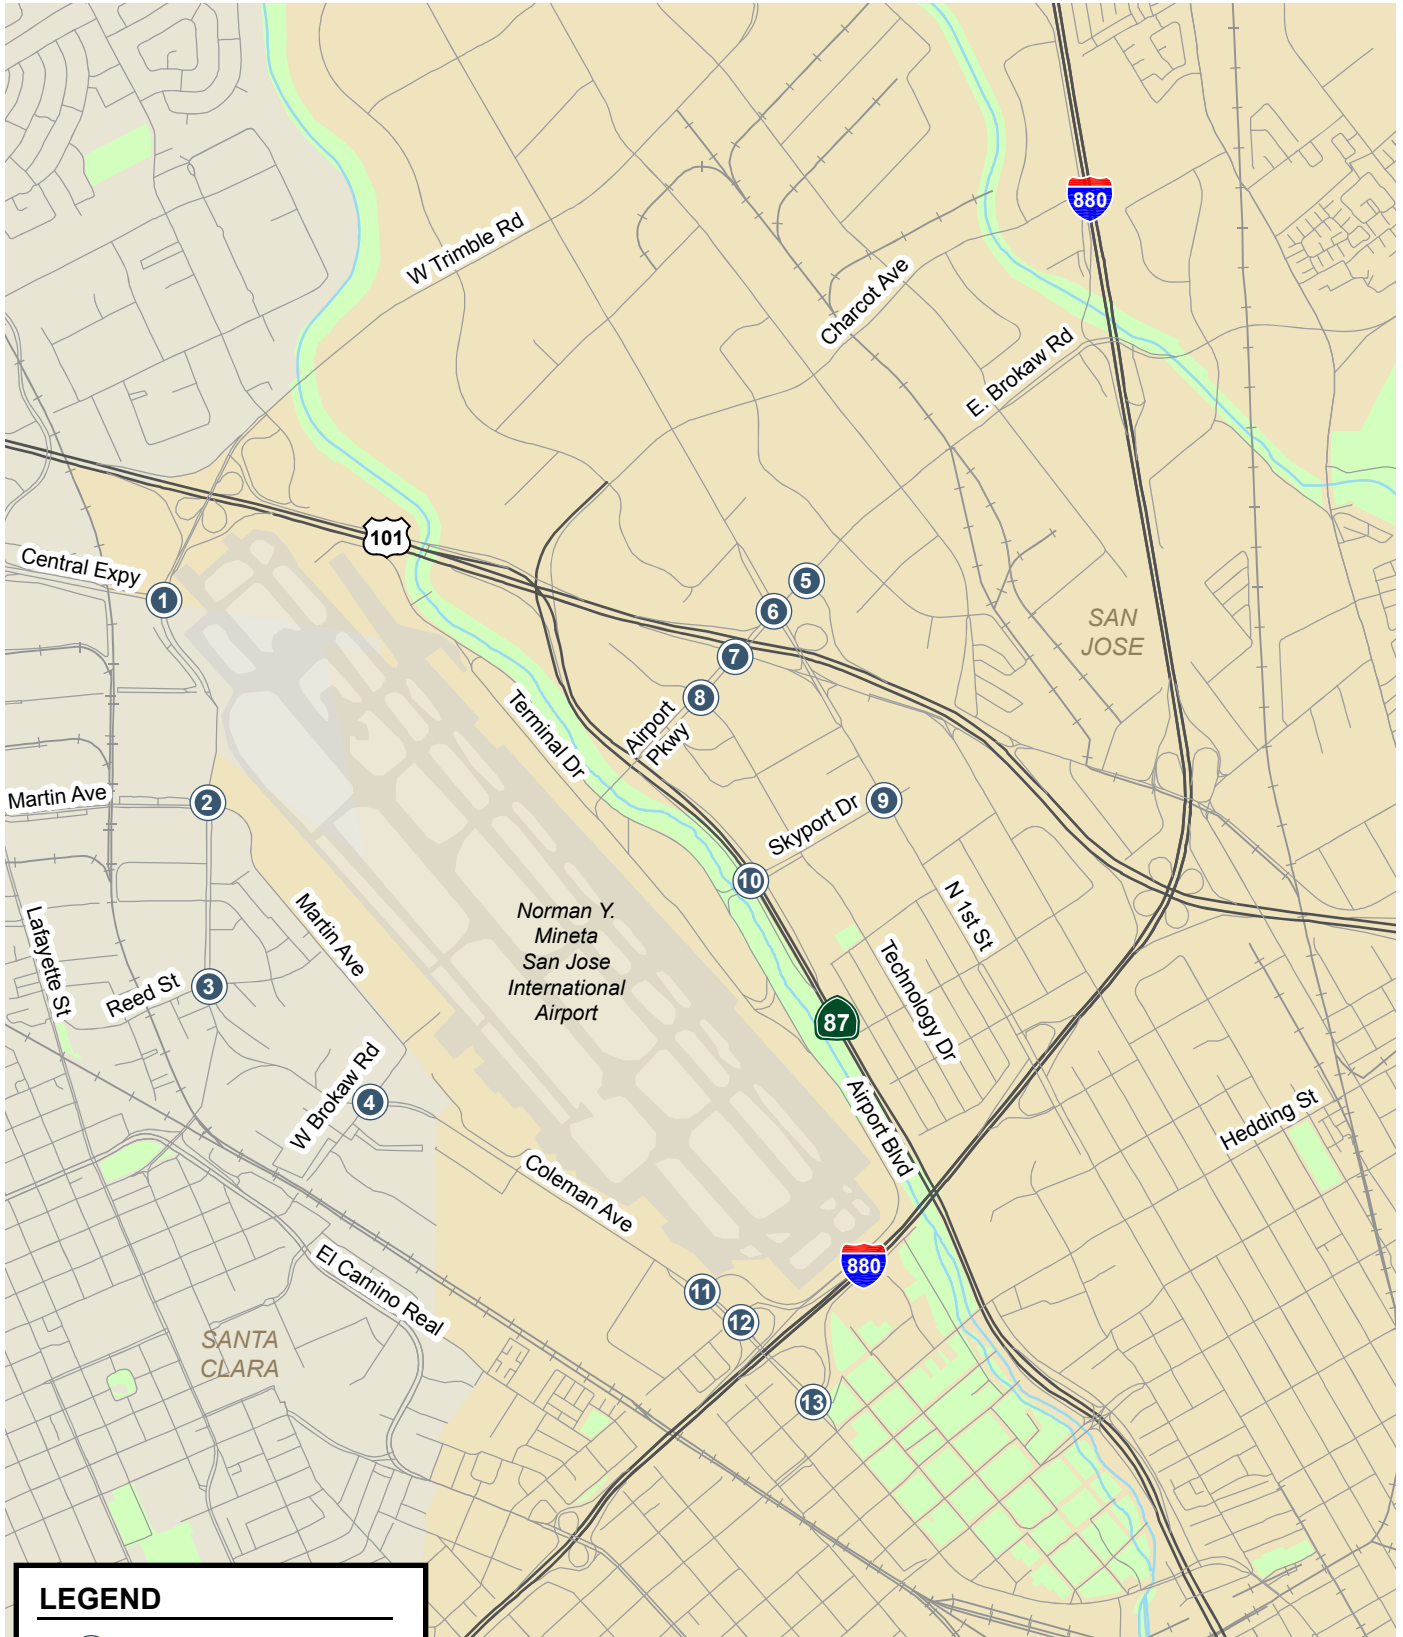 880
W Trimble Rd
Charcot Ave
E. Brokaw Rd
101
Central Expy
1
5
6
SAN
JOSE
7
8
Terminal Dr
Airport
Pkwy
Martin Ave
2
9
Skyport Dr
10
Lafayette St
Martin Ave
Norman Y.
Mineta
San Jose
International
Airport
N 1st St
Technology Dr
Reed St
3
87
W Brokaw Rd
4
Airport Blvd
Hedding St
Coleman Ave
El Camino Real
880
11
12
SANTA
CLARA
13
LEGEND